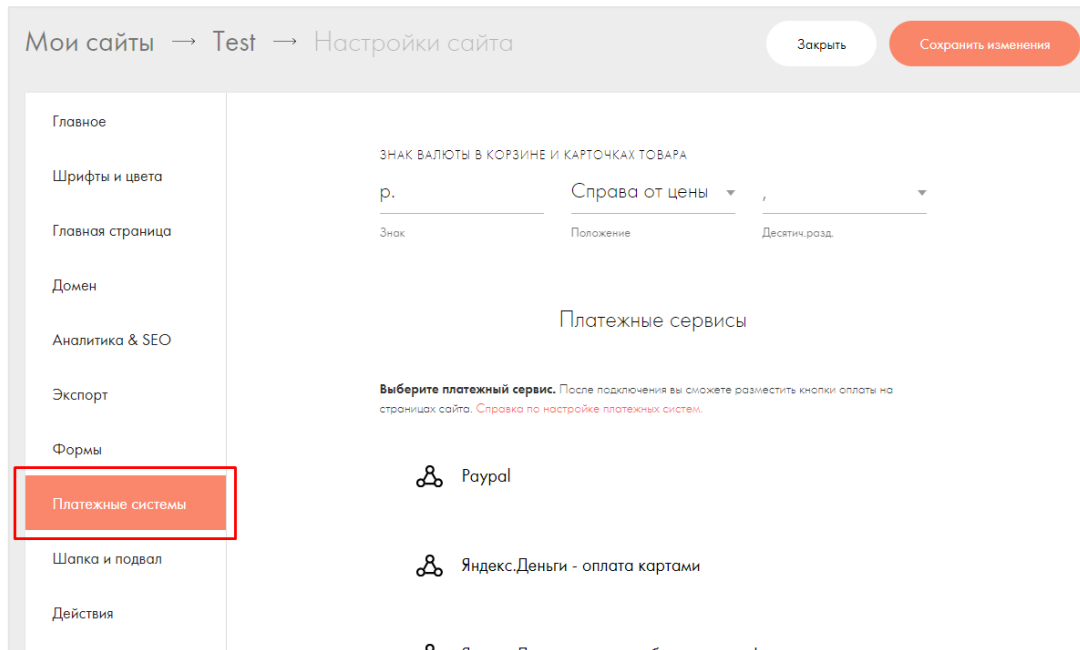 Мои сайты → Test → Настройки сайта
Закрыть
Сохранить изменения
Главное
Шрифты и цвета
Главная страница
Домен
Аналитика & SEO
Экспорт
Формы
Платежные системы
Шапка и подвал
Действия
ЗНАК ВАЛЮТЫ В КОРЗИНЕ И КАРТОЧКАХ ТОВАРА
р.
Справа от цены
,
Знак
Положение
Десятич.разд.
Платежные сервисы
Выберите платежный сервис. После подключения вы сможете разместить кнопки оплаты на
страницах сайта. Справка по настройке платежных систем.
Paypal
Яндекс.Деньги - оплата картами